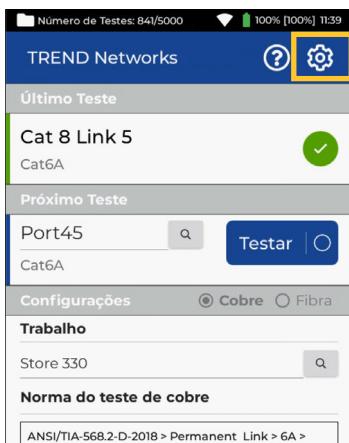 Número de Testes: 841/5000 100% [100%] 11:39
TREND Networks
Último Teste
Cat 8 Link 5
Cat6A
Próximo Teste
Port45
Testar
Cat6A
Configurações Cobre Fibra
Trabalho
Store 330
Norma do teste de cobre
ANSI/TIA-568.2-D-2018 > Permanent Link > 6A >